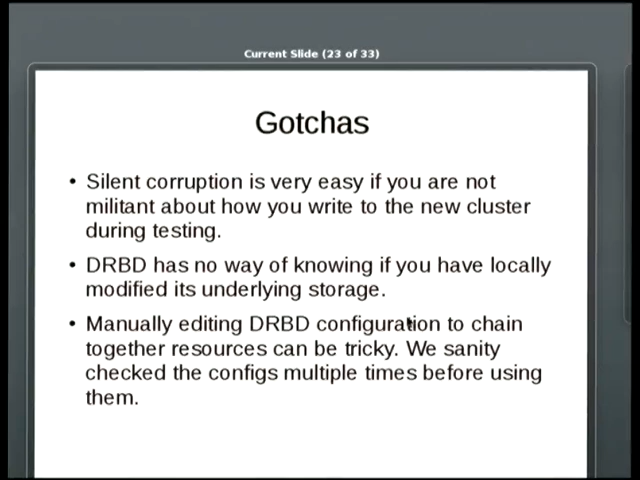 Current Slide (23 of 33)
Gotchas
• Silent corruption is very easy if you are not
militant about how you write to the new cluster
during testing.
• DRBD has no way of knowing if you have locally
modified its underlying storage.
• Manually editing DRBD configuration to chain
together resources can be tricky. We sanity
checked the configs multiple times before using
them.